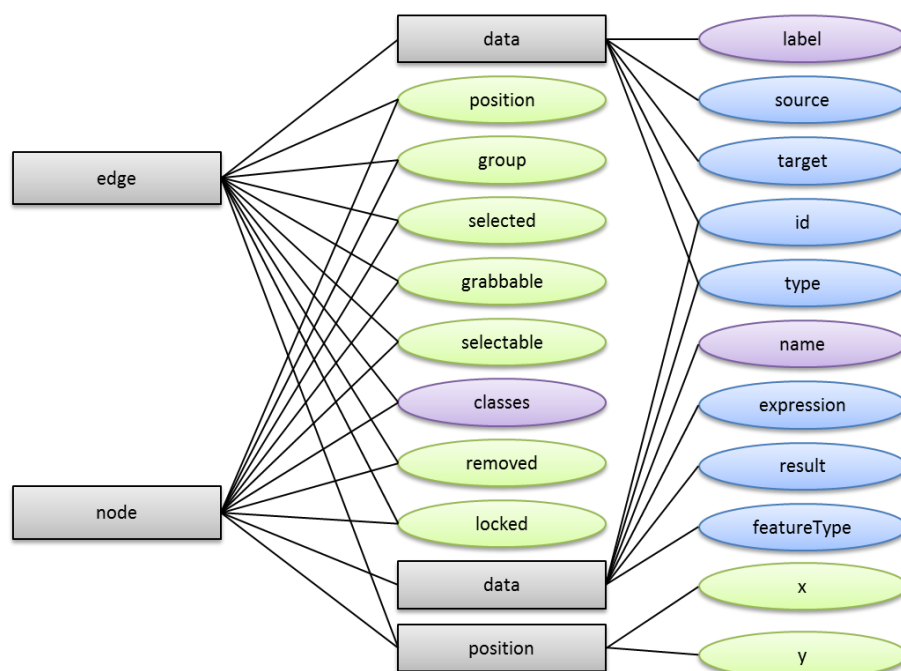 data
label
position
source
edge
group
target
selected
id
grabbable
type
selectable
name
classes
expression
removed
result
node
locked
featureType
data
x
position
y